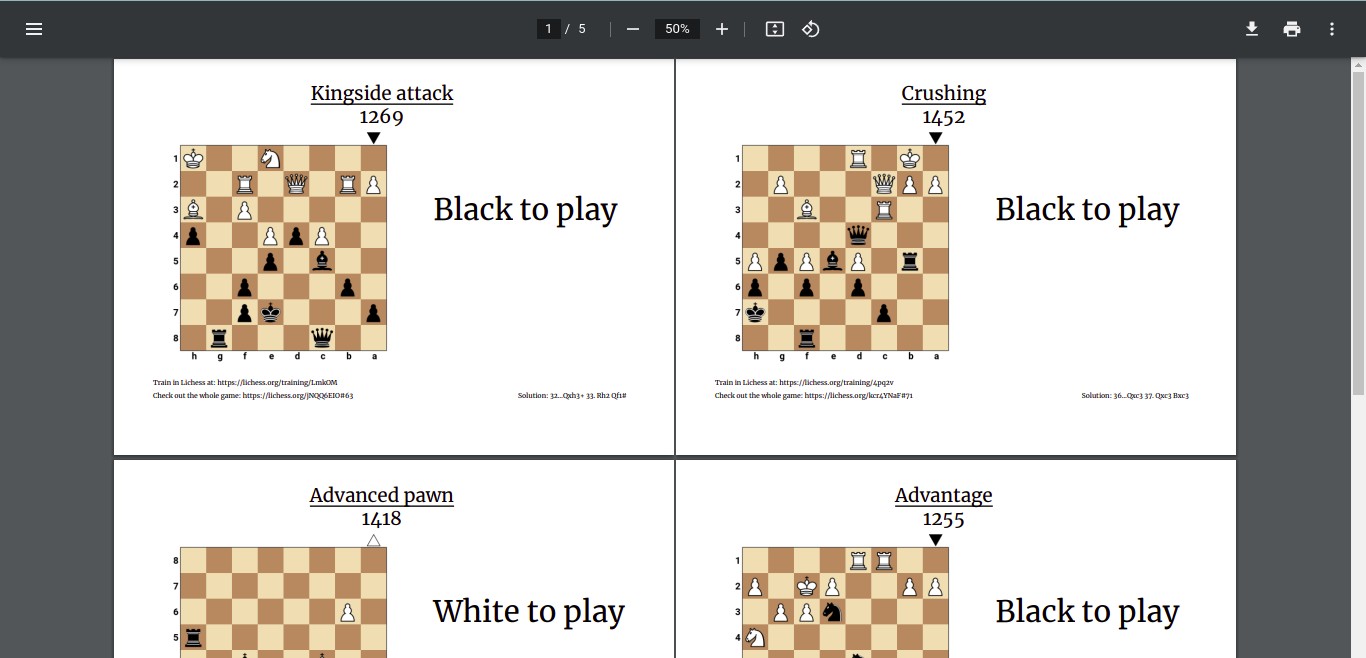 1 / 5
50%
Kingside attack
1269
1
2
3
4
5
6
7
8
h g f e d c b a
Black to play
Train in Lichess at: https://lichess.org/training/LmkOM
Check out the whole game: https://lichess.org/JNQQ6EIO#63
Solution: 32...Qxh3+ 33. Rh2 Qf1#
Crushing
1452
1
2
3
4
5
6
7
8
h g f e d c b a
Black to play
Train in Lichess at: https://lichess.org/training/4pq2v
Check out the whole game: https://lichess.org/kcr4YNaF#71
Solution: 36...Qxc3 37. Qxc3 Bxc3
Advanced pawn
1418
8
7
6
5
White to play
Advantage
1255
1
2
3
4
Black to play